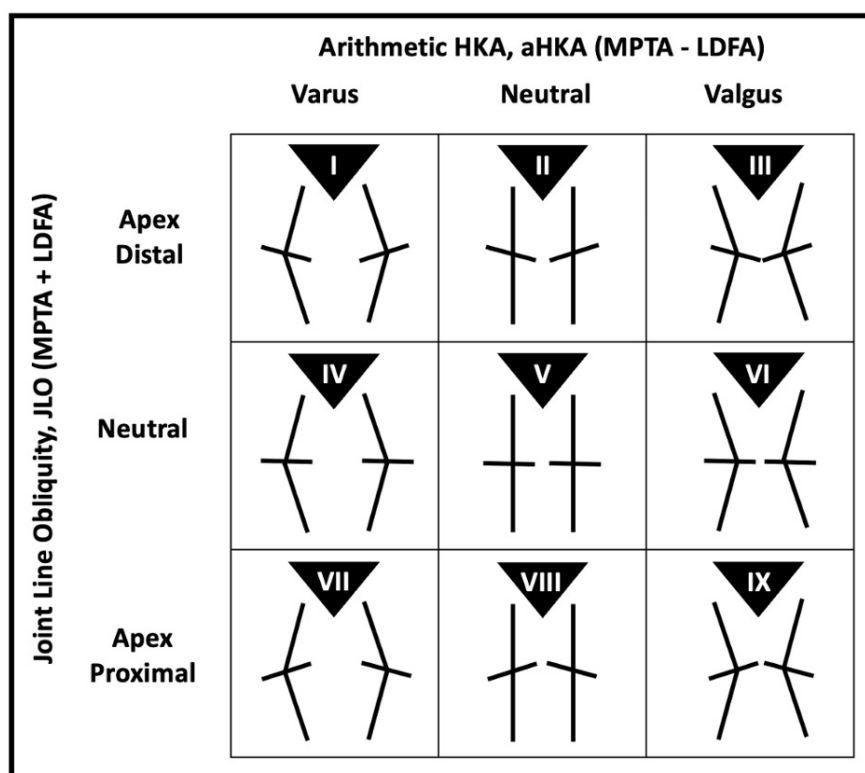 Arithmetic HKA, aHKA (MPTA - LDFA)
Varus
Neutral
Valgus
Joint Line Obliquity, JLO (MPTA + LDFA)
Apex
Distal
I
II
III
Neutral
IV
V
VI
Apex
Proximal
VII
VIII
IX